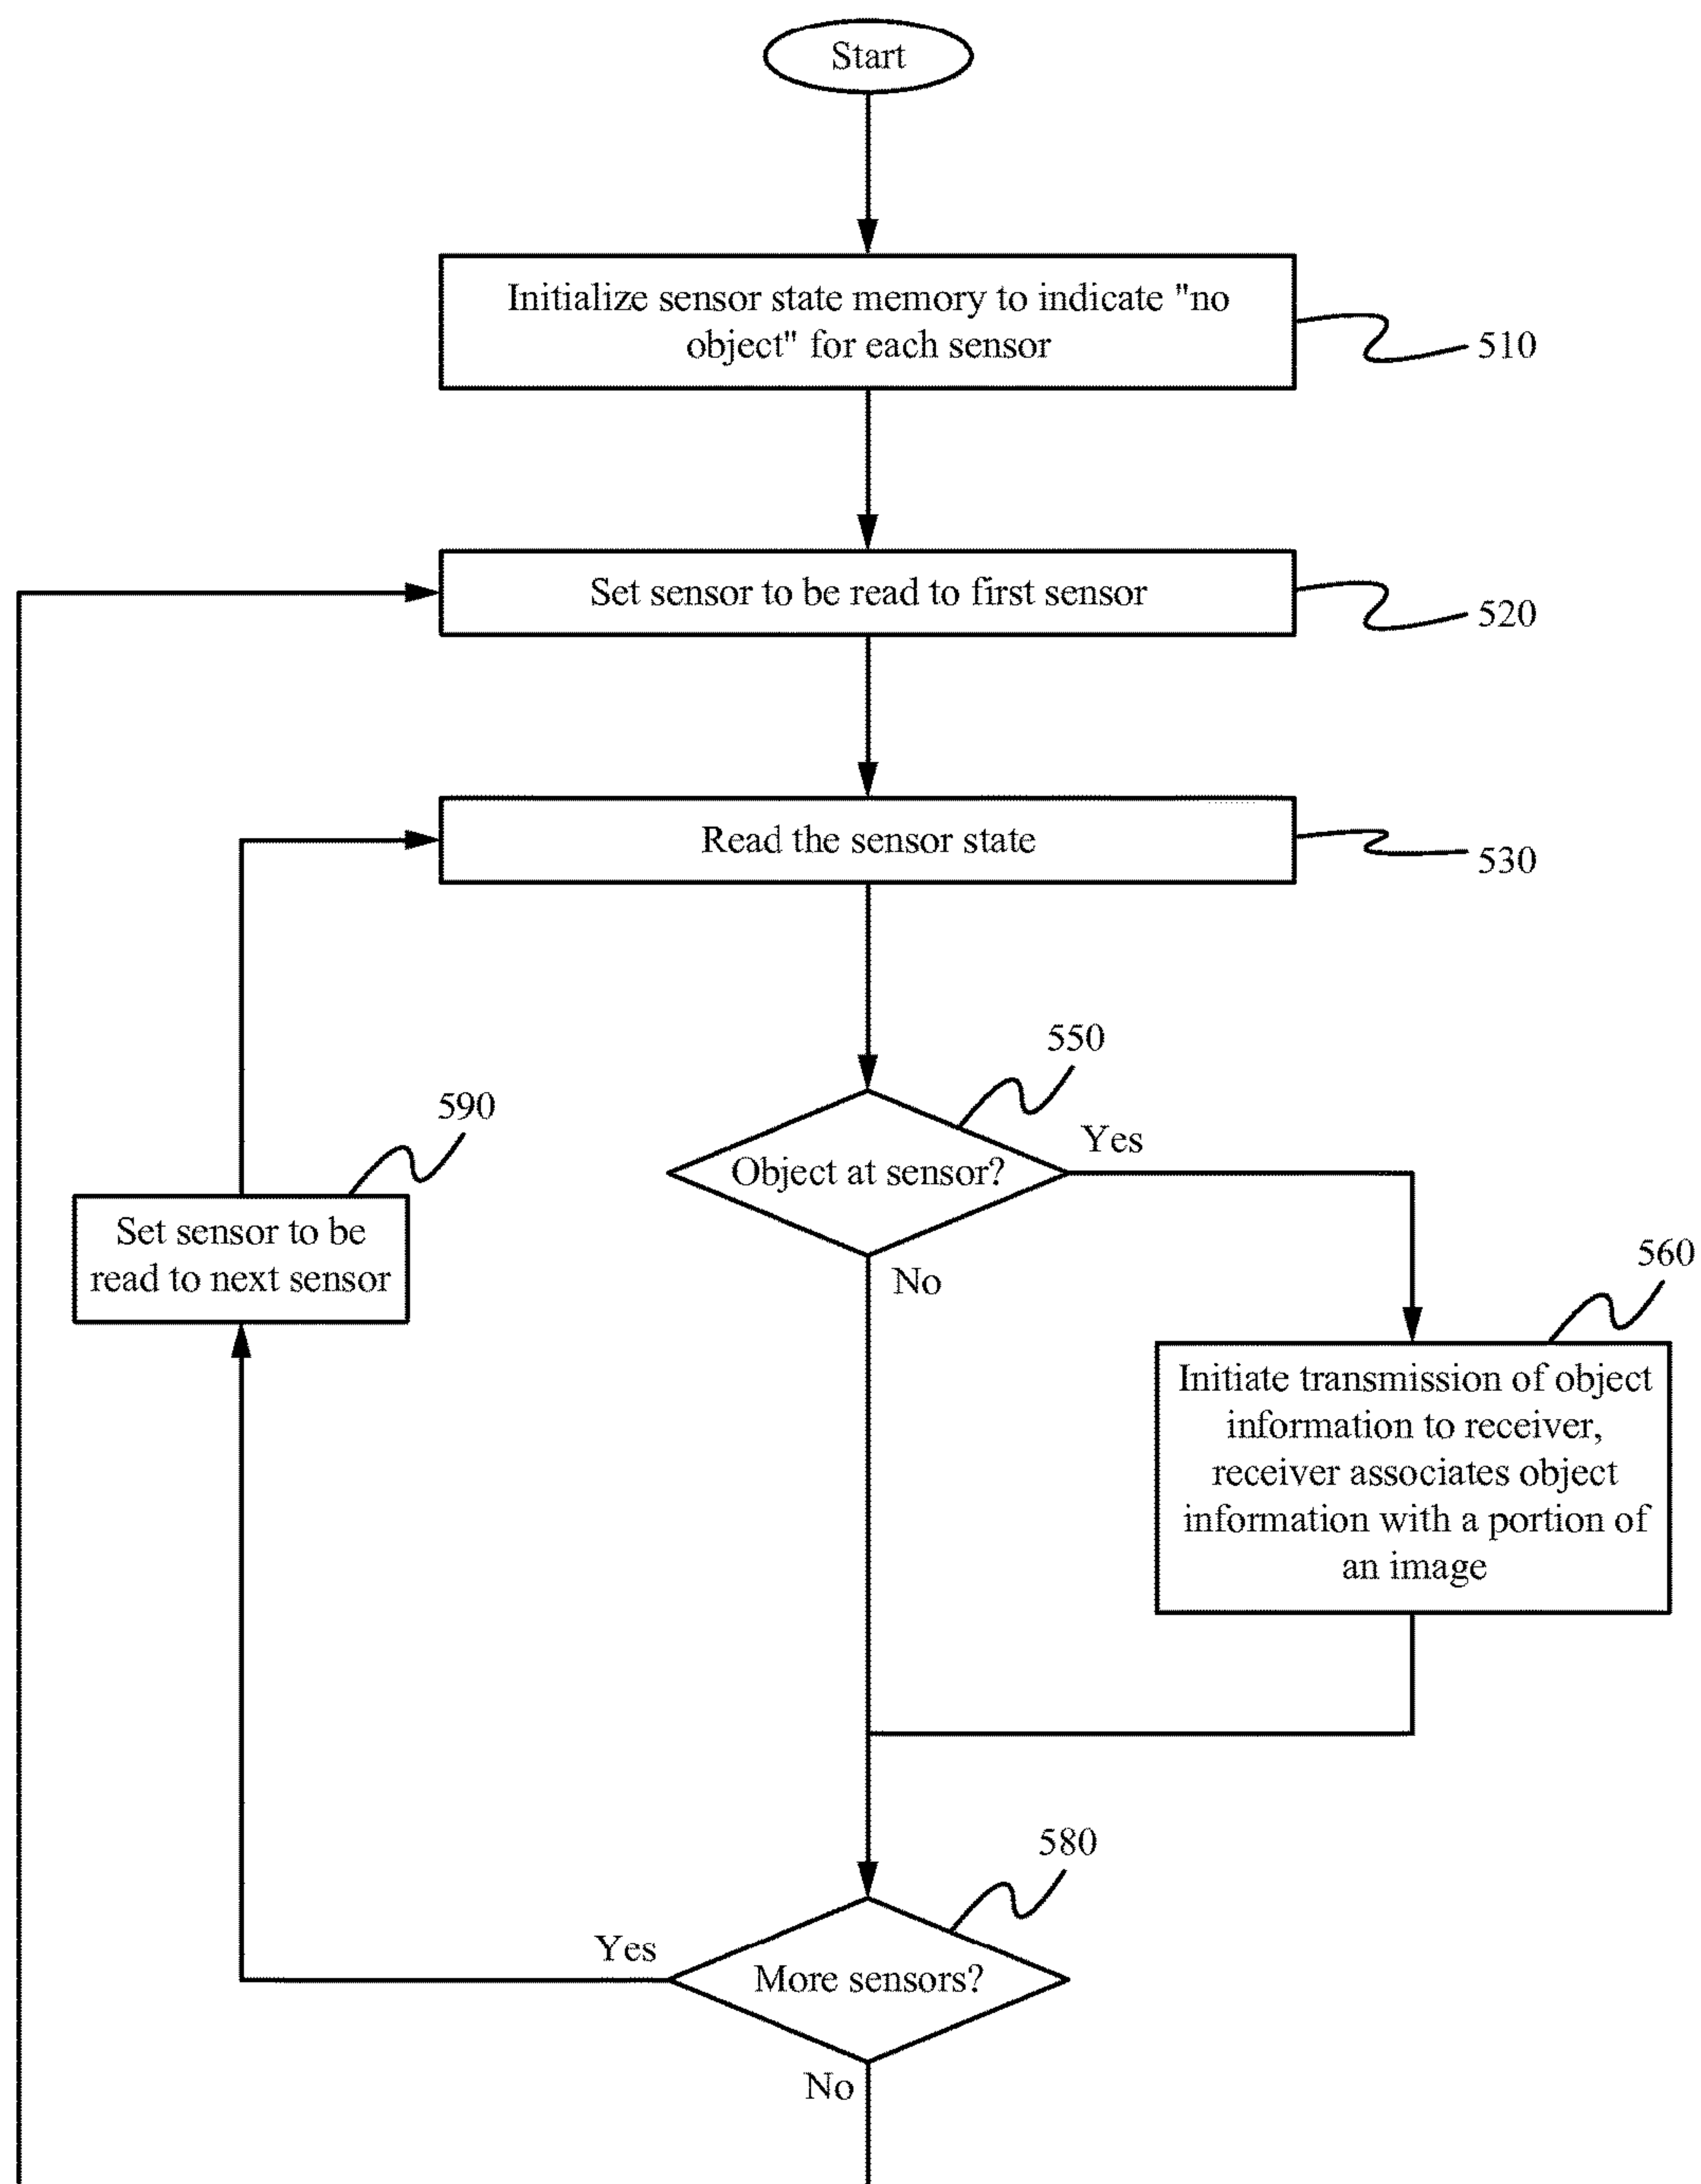 Start
Initialize sensor state memory to indicate "no
object" for each sensor
510
Set sensor to be read to first sensor
520
Read the sensor state
530
550
Object at sensor?
Yes
No
590
Set sensor to be
read to next sensor
560
Initiate transmission of object
information to receiver,
receiver associates object
information with a portion of
an image
580
More sensors?
Yes
No